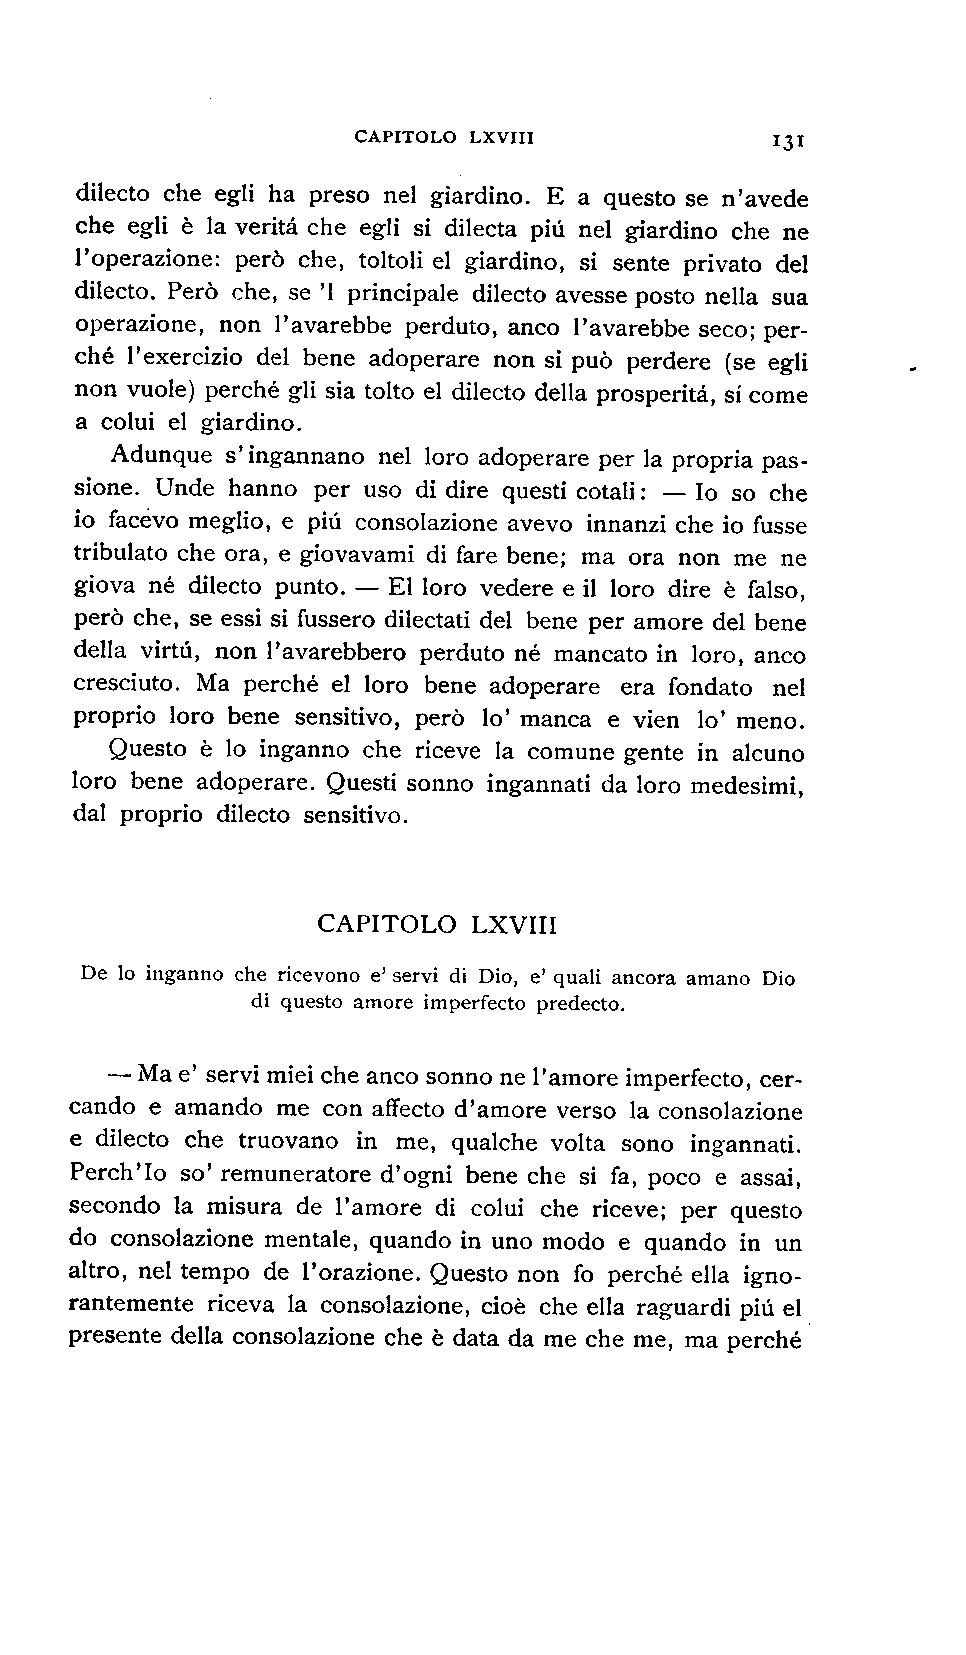 CAPITOLO LXVIII 131
dilecto che egli ha preso nel giardino. E a questo se n'avede
che egli è la veritá che egli si dilecta piú nel giardino che ne
l'operazione: però che, toltoli el giardino, si sente privato del
dilecto. Però che, se 'l principale dilecto avesse posto nella sua
operazione, non l'avarebbe perduto, anco l'avarebbe seco; per-
ché l'exercizio del bene adoperare non si può perdere (se egli
non vuole) perché gli sia tolto el dilecto della prosperitá, sí come
a colui el giardino.
Adunque s'ingannano nel loro adoperare per la propria pas-
sione. Unde hanno per uso di dire questi cotali: — Io so che
io facevo meglio, e piú consolazione avevo innanzi che io fusse
tribulato che ora, e giovavami di fare bene; ma ora non me ne
giova né dilecto punto. — El loro vedere e il loro dire è falso,
però che, se essi si fussero dilectati del bene per amore del bene
della virtú, non l'avarebbero perduto né mancato in loro, anco
cresciuto. Ma perché el loro bene adoperare era fondato nel
proprio loro bene sensitivo, però lo' manca e vien lo' meno.
Questo è lo inganno che riceve la comune gente in alcuno
loro bene adoperare. Questi sonno ingannati da loro medesimi,
dal proprio dilecto sensitivo.
CAPITOLO LXVIII
De lo inganno che ricevono e' servi di Dio, e' quali ancora amano Dio
di questo amore imperfecto predecto.
— Ma e' servi miei che anco sonno ne l'amore imperfecto, cer-
cando e amando me con affecto d'amore verso la consolazione
e dilecto che truovano in me, qualche volta sono ingannati.
Perch'Io so' remuneratore d'ogni bene che si fa, poco e assai,
secondo la misura de l'amore di colui che riceve; per questo
do consolazione mentale, quando in uno modo e quando in un
altro, nel tempo de l'orazione. Questo non fo perché ella igno-
rantemente riceva la consolazione, cioè che ella raguardi piú el
presente della consolazione che è data da me che me, ma perché